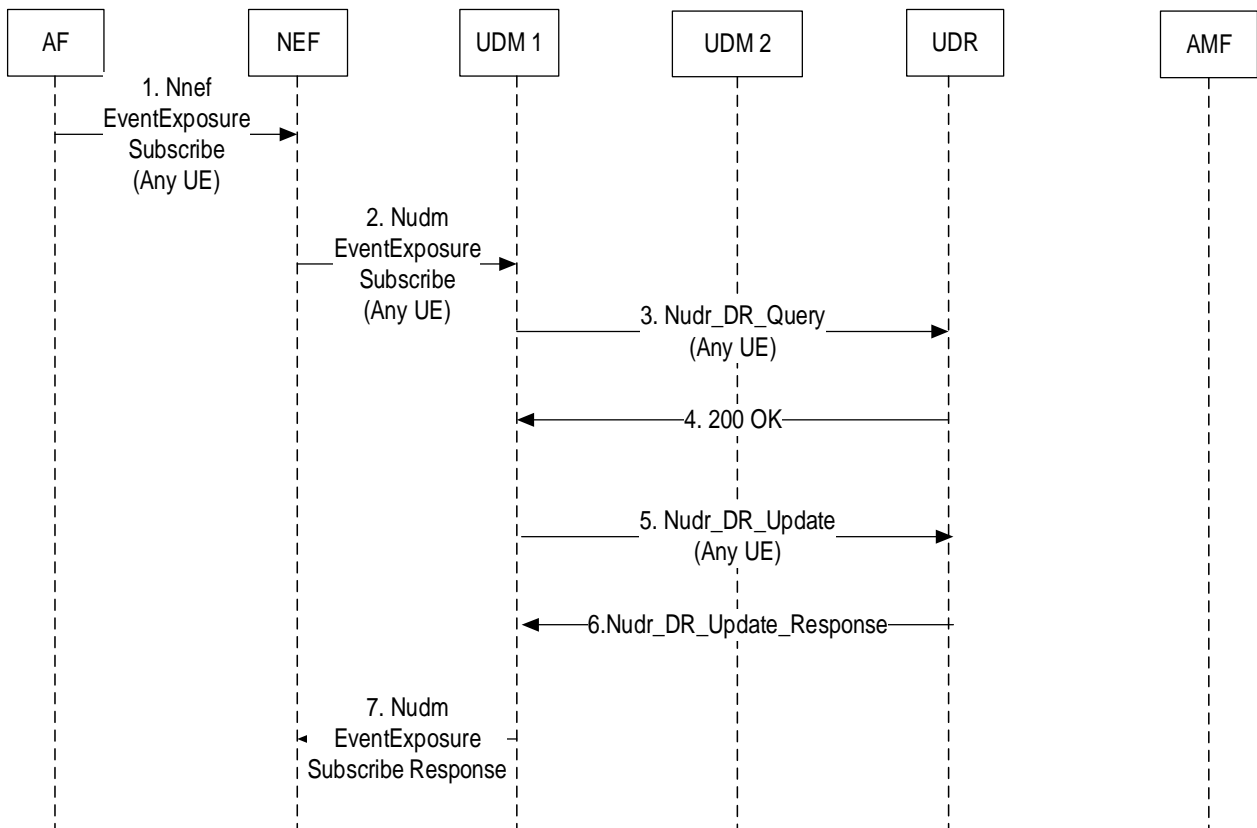 AF
NEF
UDM 1
UDM 2
UDR
AMF
1. Nnef
EventExposure
Subscribe
(Any UE)
2. Nudm
EventExposure
Subscribe
(Any UE)
3. Nudr_DR_Query
(Any UE)
4. 200 OK
5. Nudr_DR_Update
(Any UE)
6.Nudr_DR_Update_Response
7. Nudm
EventExposure
Subscribe Response